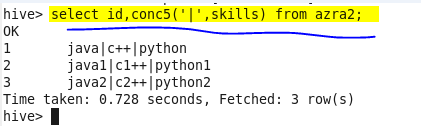 hive> select id,conc5('|',skills) from azra2;
OK
1 java|c++|python
2 java1|c1++|python1
3 java2|c2++|python2
Time taken: 0.728 seconds, Fetched: 3 row(s)
hive>